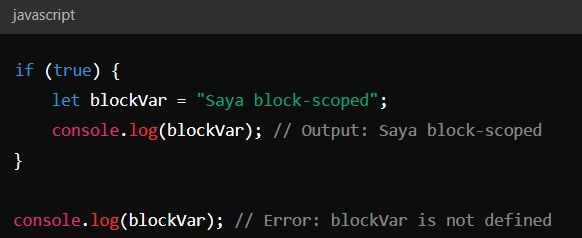 javascript
if (true) {
    let blockVar = "Saya block-scoped";
    console.log(blockVar); // Output: Saya block-scoped
}
console.log(blockVar); // Error: blockVar is not defined